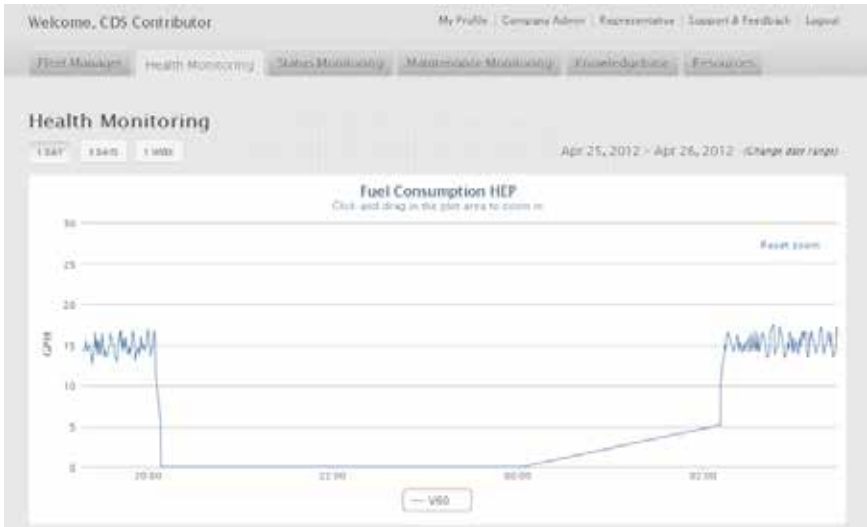 Welcome, CDS Contributor
My Profile | Company Admin | Representative | Support & Feedback | Logout
Fleet Manager
Health Monitoring
Status Monitoring
Maintenance Monitoring
Knowledgebase
Resources
Health Monitoring
1 DAY
3 DAYS
1 WEEK
Apr 25, 2012 - Apr 26, 2012 (Change date range)
Fuel Consumption HEP
Click and drag in the plot area to zoom in
Reset zoom
GPH
30
25
20
15
10
5
0
20:00
22:00
00:00
02:00
V60